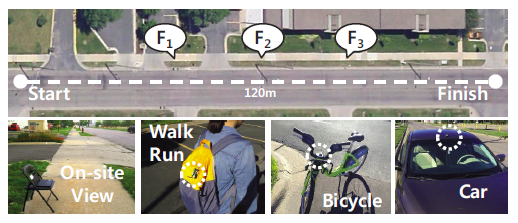 F1
F2
F3
Start
120m
Finish
On-site
View
Walk
Run
Bicycle
Car